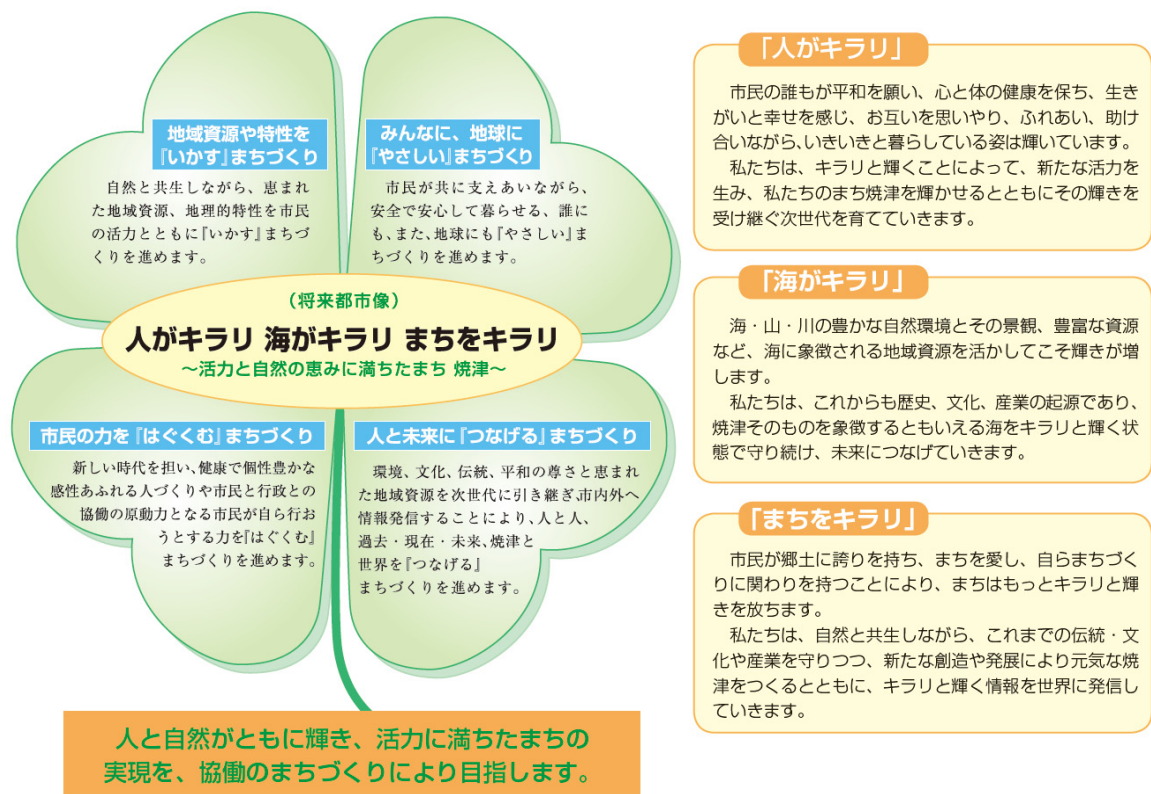 地域資源や特性を
『いかす』まちづくり
自然と共生しながら、恵まれ
た地域資源、地理的特性を市民
の活力とともに『いかす』まちづ
くりを進めます。
みんなに、地球に
『やさしい』まちづくり
市民が共に支えあいながら、
安全で安心して暮らせる、誰に
も、また、地球にも『やさしい』ま
ちづくりを進めます。
（将来都市像）
人がキラリ 海がキラリ まちをキラリ
～活力と自然の恵みに満ちたまち 焼津～
市民の力を『はぐくむ』まちづくり
新しい時代を担い、健康で個性豊かな
感性あふれる人づくりや市民と行政との
協働の原動力となる市民が自ら行お
うとする力を『はぐくむ』
まちづくりを進めます。
人と未来に『つなげる』まちづくり
環境、文化、伝統、平和の尊さと恵まれ
た地域資源を次世代に引き継ぎ、市内外へ
情報発信することにより、人と人、
過去・現在・未来、焼津と
世界を『つなげる』
まちづくりを進めます。
人と自然がともに輝き、活力に満ちたまちの
実現を、協働のまちづくりにより目指します。
「人がキラリ」
市民の誰もが平和を願い、心と体の健康を保ち、生き
がいと幸せを感じ、お互いを思いやり、ふれあい、助け
合いながら、いきいきと暮らしている姿は輝いています。
私たちは、キラリと輝くことによって、新たな活力を
生み、私たちのまち焼津を輝かせるとともにその輝きを
受け継ぐ次世代を育てていきます。
「海がキラリ」
海・山・川の豊かな自然環境とその景観、豊富な資源
など、海に象徴される地域資源を活かしてこそ輝きが増
します。
私たちは、これからも歴史、文化、産業の起源であり、
焼津そのものを象徴するともいえる海をキラリと輝く状
態で守り続け、未来につなげていきます。
「まちをキラリ」
市民が郷土に誇りを持ち、まちを愛し、自らまちづく
りに関わりを持つことにより、まちはもっとキラリと輝
きを放ちます。
私たちは、自然と共生しながら、これまでの伝統・文
化や産業を守りつつ、新たな創造や発展により元気な焼
津をつくるとともに、キラリと輝く情報を世界に発信し
ていきます。